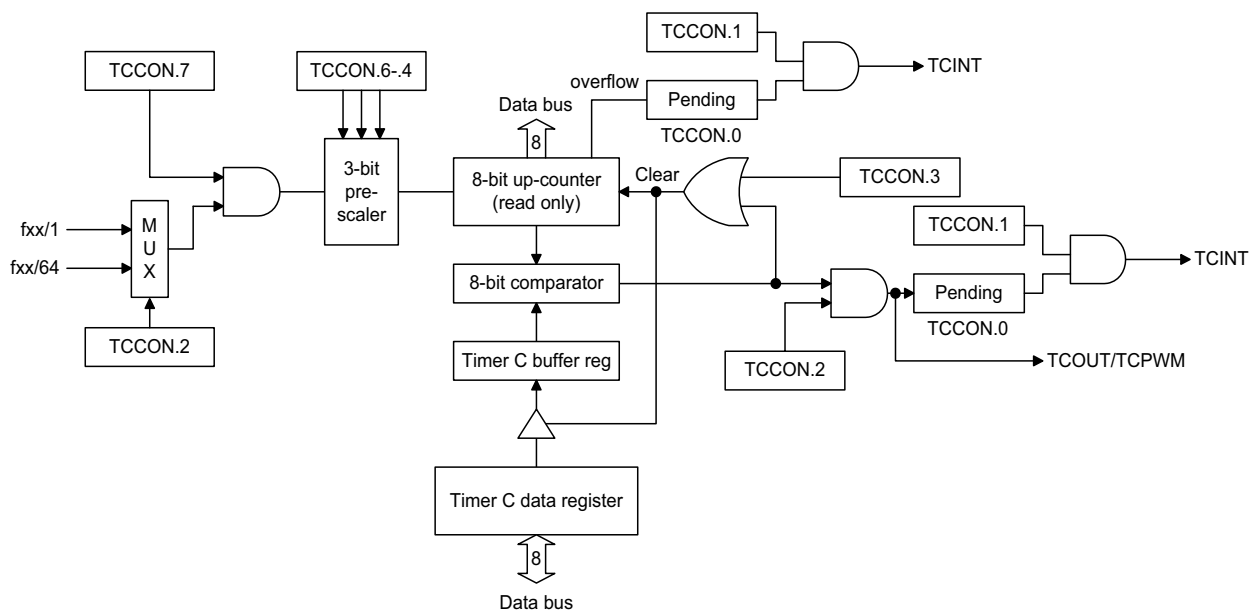 TCCON.1
TCCON.7
TCCON.6-.4
overflow
Pending
TCINT
Data bus
TCCON.0
8
3-bit
pre-
scaler
8-bit up-counter
(read only)
Clear
TCCON.3
M
U
X
fxx/1
fxx/64
TCCON.1
8-bit comparator
TCINT
Pending
TCCON.0
TCCON.2
Timer C buffer reg
TCCON.2
TCOUT/TCPWM
Timer C data register
8
Data bus